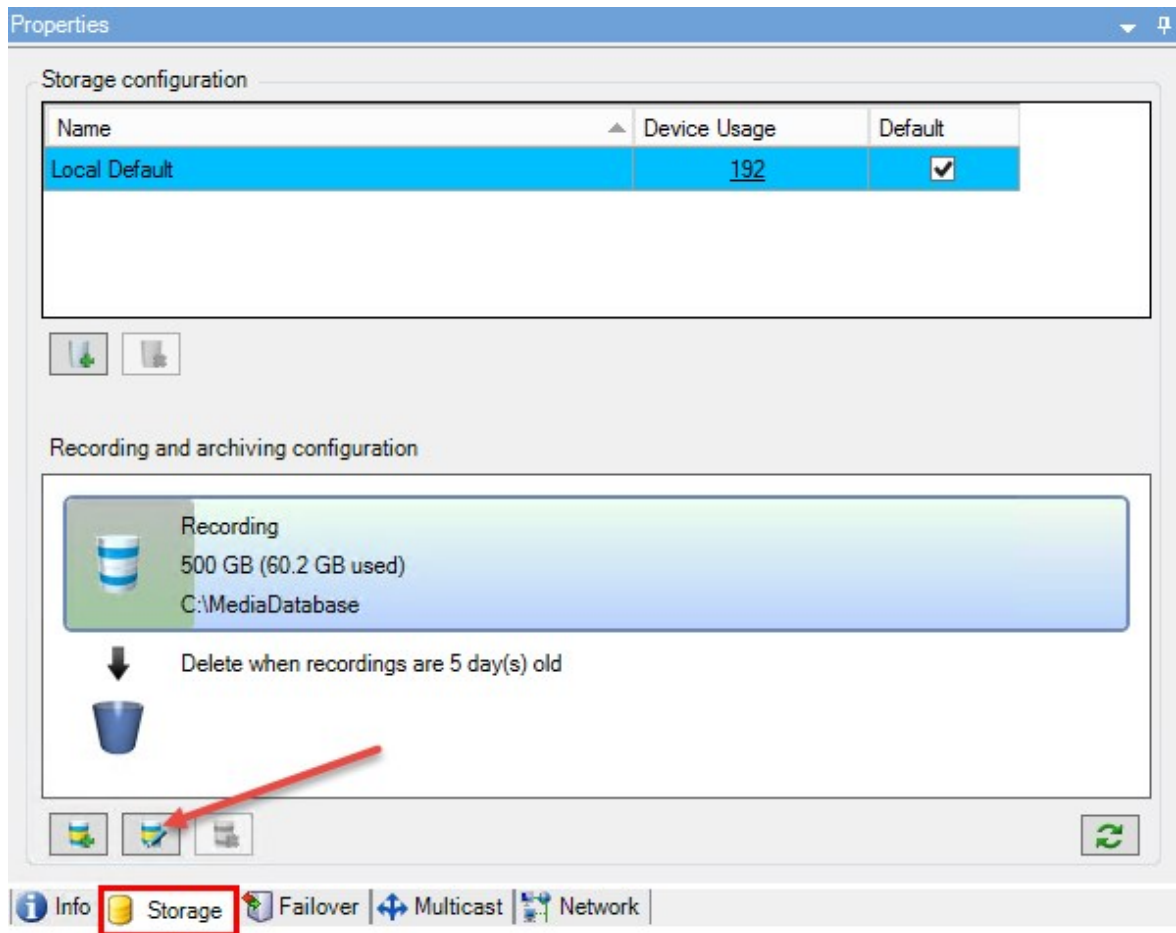 Properties
Storage configuration
Name Device Usage Default
Local Default 192
Recording and archiving configuration
Recording
500 GB (60.2 GB used)
C:\MediaDatabase
Delete when recordings are 5 day(s) old
Info Storage Failover Multicast Network